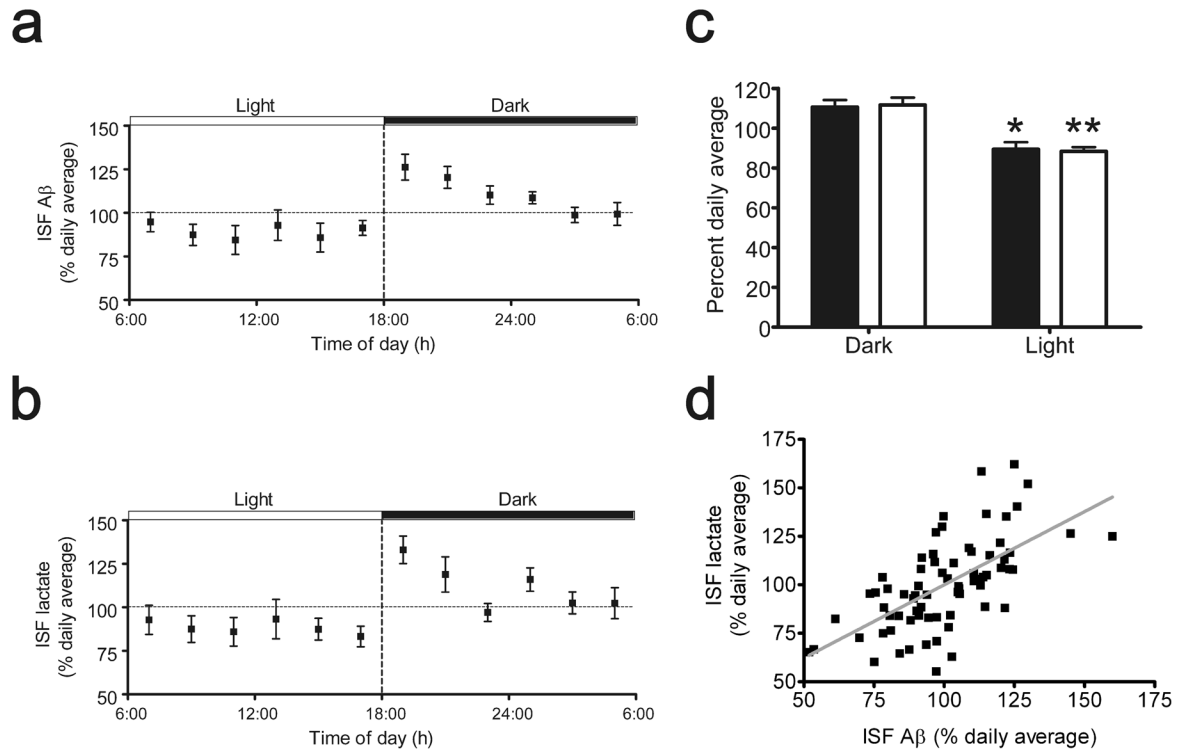 a
Light Dark
ISF Aβ
(% daily average)
150
125
100
75
50
6:00 12:00 18:00 24:00 6:00
Time of day (h)
b
Light Dark
ISF lactate
(% daily average)
150
125
100
75
50
6:00 12:00 18:00 24:00 6:00
Time of day (h)
c
Percent daily average
120
100
80
60
40
20
0
* **
Dark Light
d
ISF lactate
(% daily average)
175
150
125
100
75
50
50 75 100 125 150 175
ISF Aβ (% daily average)